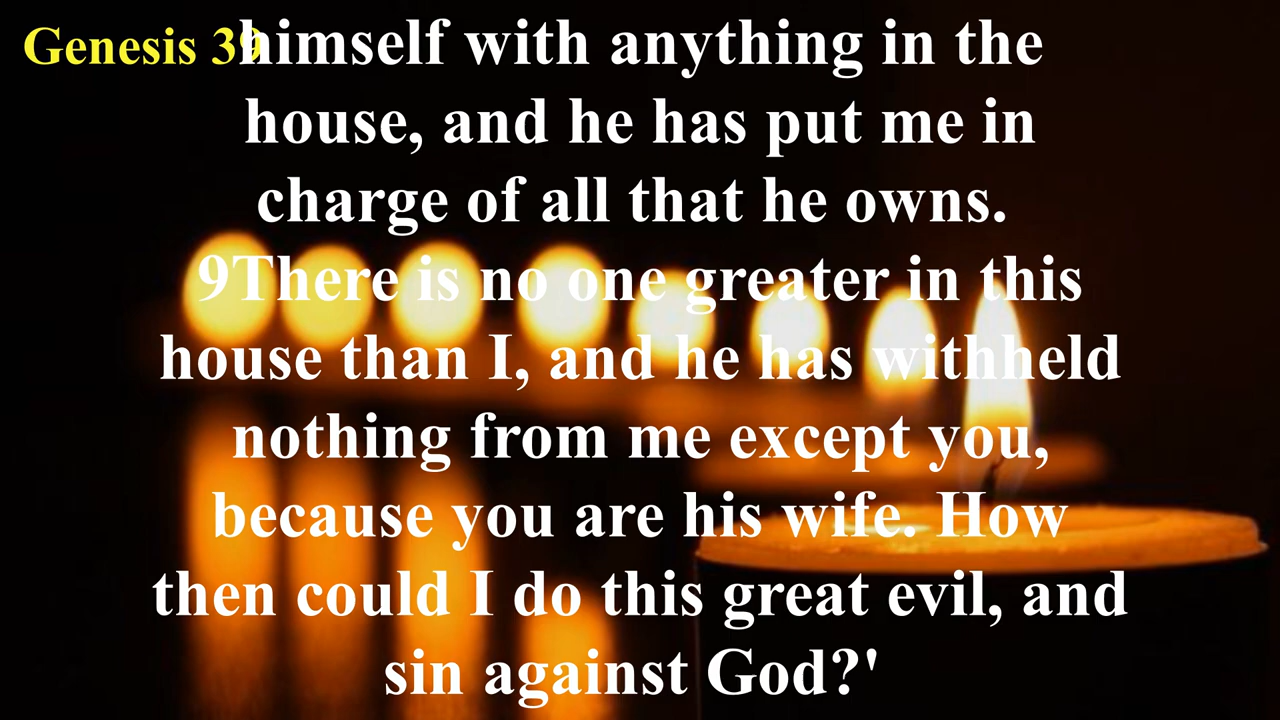 Genesis 39
himself with anything in the
house, and he has put me in
charge of all that he owns.
9There is no one greater in this
house than I, and he has withheld
nothing from me except you,
because you are his wife. How
then could I do this great evil, and
sin against God?'